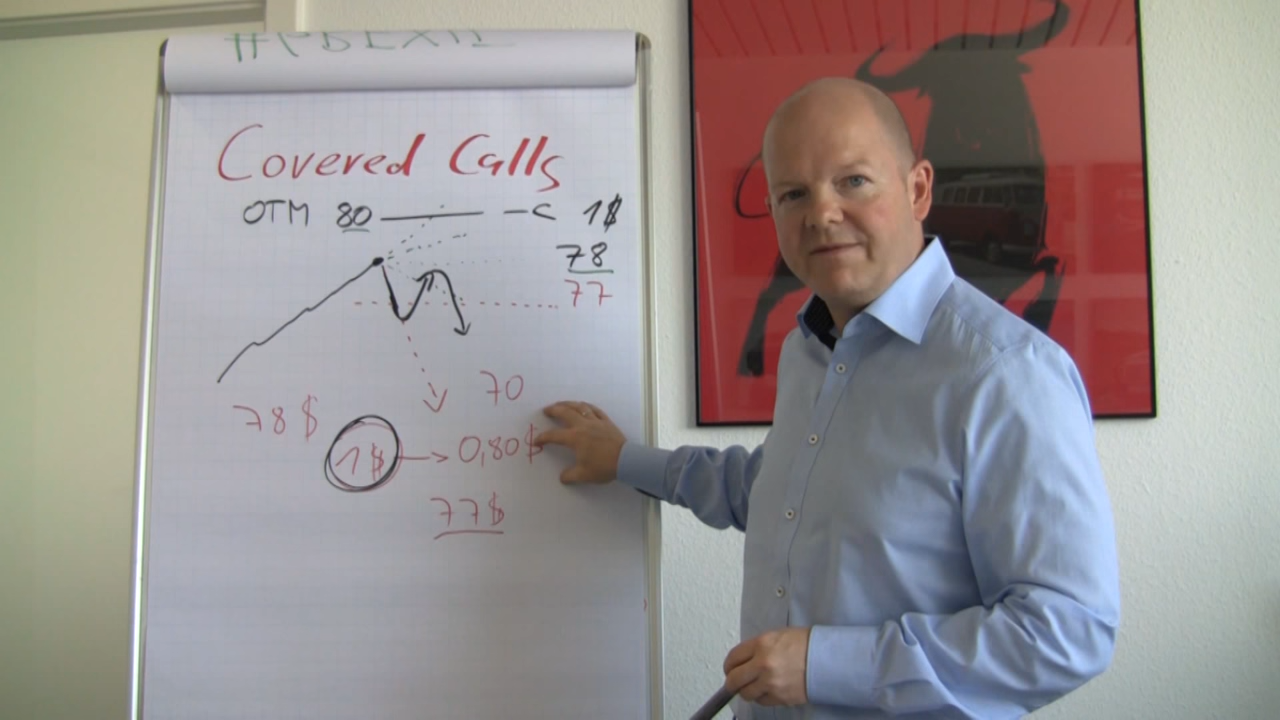 Covered Calls
OTM 80 -C 1$
78
77
70
78 $
1$ → 0,80$
77$